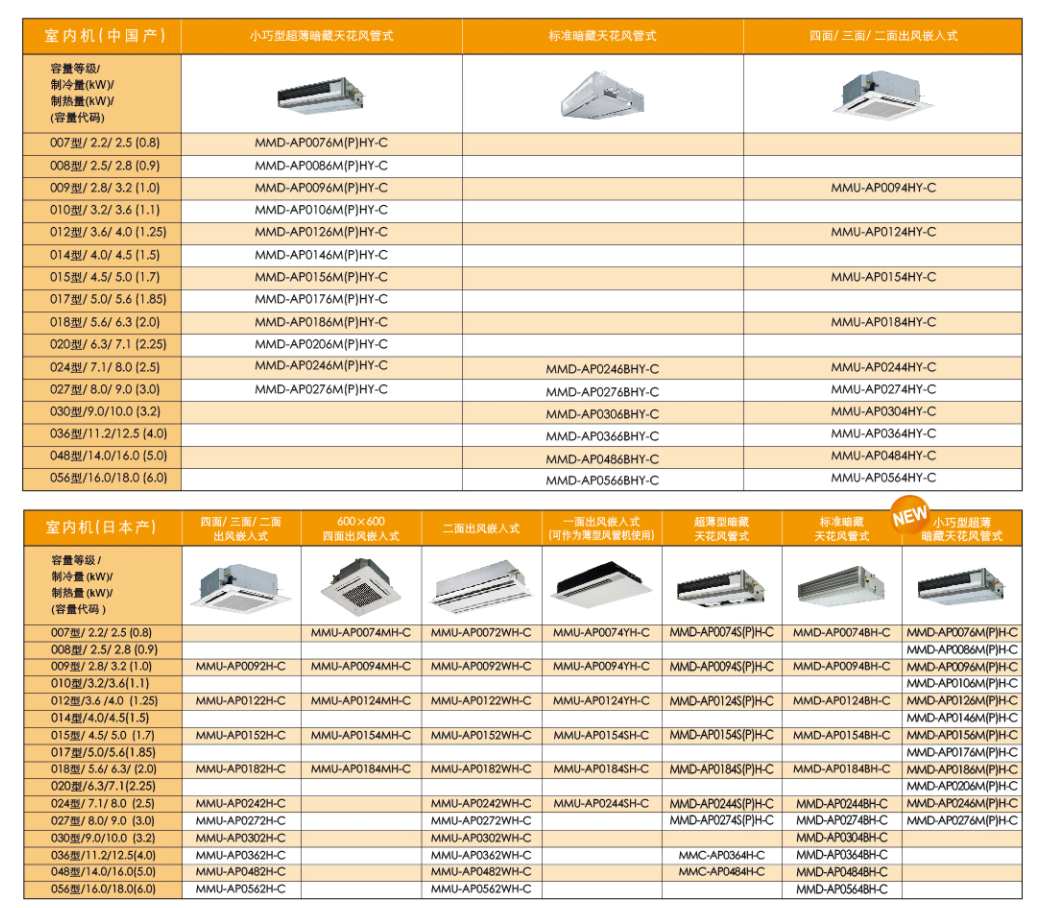 室内机(中国产) 小巧型超薄暗藏天花风管式 标准暗藏天花风管式 四面/三面/二面出风嵌入式
容量等级/
制冷量(kW)/
制热量(kW)/
(容量代码)
007型/ 2.2/ 2.5 (0.8) MMD-AP0076M(P)HY-C
008型/ 2.5/ 2.8 (0.9) MMD-AP0086M(P)HY-C
009型/ 2.8/ 3.2 (1.0) MMD-AP0096M(P)HY-C MMU-AP0094HY-C
010型/ 3.2/ 3.6 (1.1) MMD-AP0106M(P)HY-C
012型/ 3.6/ 4.0 (1.25) MMD-AP0126M(P)HY-C MMU-AP0124HY-C
014型/ 4.0/ 4.5 (1.5) MMD-AP0146M(P)HY-C
015型/ 4.5/ 5.0 (1.7) MMD-AP0156M(P)HY-C MMU-AP0154HY-C
017型/ 5.0/ 5.6 (1.85) MMD-AP0176M(P)HY-C
018型/ 5.6/ 6.3 (2.0) MMD-AP0186M(P)HY-C MMU-AP0184HY-C
020型/ 6.3/ 7.1 (2.25) MMD-AP0206M(P)HY-C
024型/ 7.1/ 8.0 (2.5) MMD-AP0246M(P)HY-C MMD-AP0246BHY-C MMU-AP0244HY-C
027型/ 8.0/ 9.0 (3.0) MMD-AP0276M(P)HY-C MMD-AP0276BHY-C MMU-AP0274HY-C
030型/9.0/10.0 (3.2) MMD-AP0306BHY-C MMU-AP0304HY-C
036型/11.2/12.5 (4.0) MMD-AP0366BHY-C MMU-AP0364HY-C
048型/14.0/16.0 (5.0) MMD-AP0486BHY-C MMU-AP0484HY-C
056型/16.0/18.0 (6.0) MMD-AP0566BHY-C MMU-AP0564HY-C
NEW
室内机(日本产) 四面/三面/二面 600×600 二面出风嵌入式 一面出风嵌入式 超薄型暗藏 标准暗藏 小巧型超薄
出风嵌入式 四面出风嵌入式 (可作为薄型风管机使用) 天花风管式 天花风管式 暗藏天花风管式
容量等级/
制冷量(kW)/
制热量(kW)/
(容量代码)
007型/ 2.2/ 2.5 (0.8) MMU-AP0074MH-C MMU-AP0072WH-C MMU-AP0074YH-C MMD-AP0074S(P)H-C MMD-AP0074BH-C MMD-AP0076M(P)H-C
008型/ 2.5/ 2.8 (0.9) MMD-AP0086M(P)H-C
009型/ 2.8/ 3.2 (1.0) MMU-AP0092H-C MMU-AP0094MH-C MMU-AP0092WH-C MMU-AP0094YH-C MMD-AP0094S(P)H-C MMD-AP0094BH-C MMD-AP0096M(P)H-C
010型/3.2/3.6(1.1) MMD-AP0106M(P)H-C
012型/3.6 /4.0 (1.25) MMU-AP0122H-C MMU-AP0124MH-C MMU-AP0122WH-C MMU-AP0124YH-C MMD-AP0124S(P)H-C MMD-AP0124BH-C MMD-AP0126M(P)H-C
014型/4.0/4.5(1.5) MMD-AP0146M(P)H-C
015型/ 4.5/ 5.0 (1.7) MMU-AP0152H-C MMU-AP0154MH-C MMU-AP0152WH-C MMU-AP0154SH-C MMD-AP0154S(P)H-C MMD-AP0154BH-C MMD-AP0156M(P)H-C
017型/5.0/5.6(1.85) MMD-AP0176M(P)H-C
018型/ 5.6/ 6.3/ (2.0) MMU-AP0182H-C MMU-AP0184MH-C MMU-AP0182WH-C MMU-AP0184SH-C MMD-AP0184S(P)H-C MMD-AP0184BH-C MMD-AP0186M(P)H-C
020型/6.3/7.1(2.25) MMD-AP0206M(P)H-C
024型/ 7.1/ 8.0 (2.5) MMU-AP0242H-C MMU-AP0242WH-C MMU-AP0244SH-C MMD-AP0244S(P)H-C MMD-AP0244BH-C MMD-AP0246M(P)H-C
027型/ 8.0/ 9.0 (3.0) MMU-AP0272H-C MMU-AP0272WH-C MMD-AP0274S(P)H-C MMD-AP0274BH-C MMD-AP0276M(P)H-C
030型/9.0/10.0 (3.2) MMU-AP0302H-C MMU-AP0302WH-C MMD-AP0304BH-C
036型/11.2/12.5(4.0) MMU-AP0362H-C MMU-AP0362WH-C MMC-AP0364H-C MMD-AP0364BH-C
048型/14.0/16.0(5.0) MMU-AP0482H-C MMU-AP0482WH-C MMC-AP0484H-C MMD-AP0484BH-C
056型/16.0/18.0(6.0) MMU-AP0562H-C MMU-AP0562WH-C MMD-AP0564BH-C